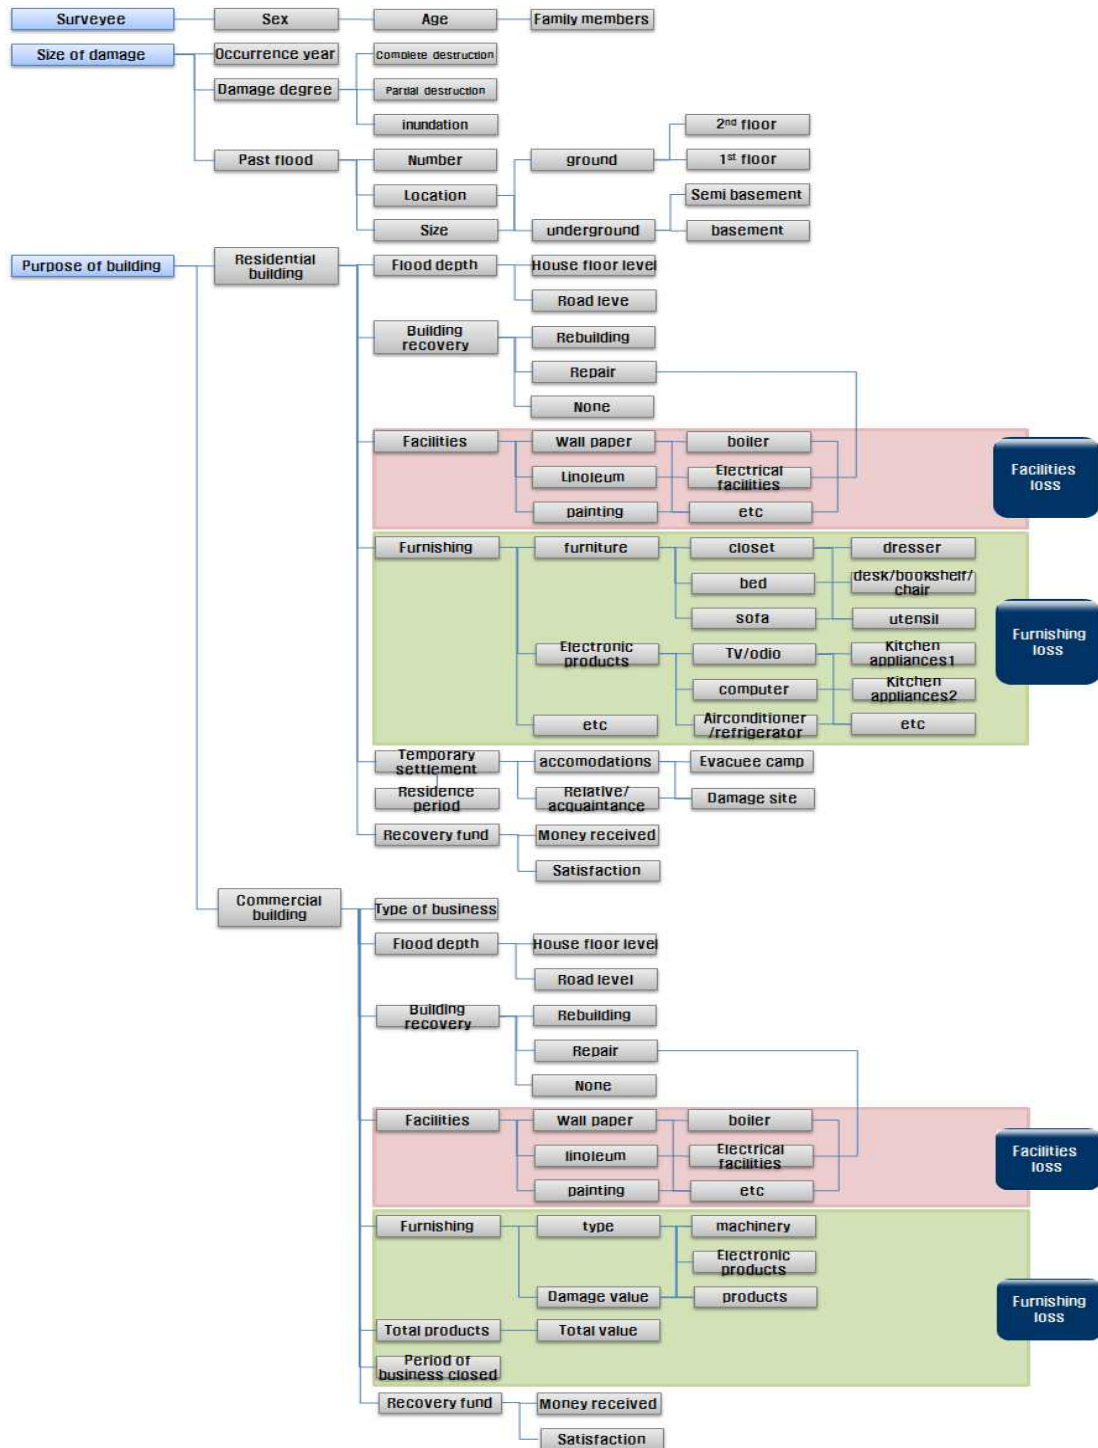 Surveyee
Sex
Age
Family members
Size of damage
Occurrence year
Complete destruction
Damage degree
Partial destruction
inundation
2nd floor
Past flood
Number
ground
1st floor
Location
Semi basement
Size
underground
basement
Purpose of building
Residential
building
Flood depth
House floor level
Road leve
Building
recovery
Rebuilding
Repair
None
Facilities
Wall paper
boiler
Linoleum
Electrical
facilities
painting
etc
Facilities
loss
Furnishing
furniture
closet
dresser
bed
desk/bookshelf/
chair
sofa
utensil
Electronic
products
TV/odio
Kitchen
appliances1
computer
Kitchen
appliances2
etc
Airconditioner
/refrigerator
etc
Furnishing
loss
Temporary
settlement
accomodations
Evacuee camp
Residence
period
Relative/
acquaintance
Damage site
Recovery fund
Money received
Satisfaction
Commercial
building
Type of business
Flood depth
House floor level
Road level
Building
recovery
Rebuilding
Repair
None
Facilities
Wall paper
boiler
linoleum
Electrical
facilities
painting
etc
Facilities
loss
Furnishing
type
machinery
Electronic
products
Damage value
products
Total products
Total value
Furnishing
loss
Period of
business closed
Recovery fund
Money received
Satisfaction